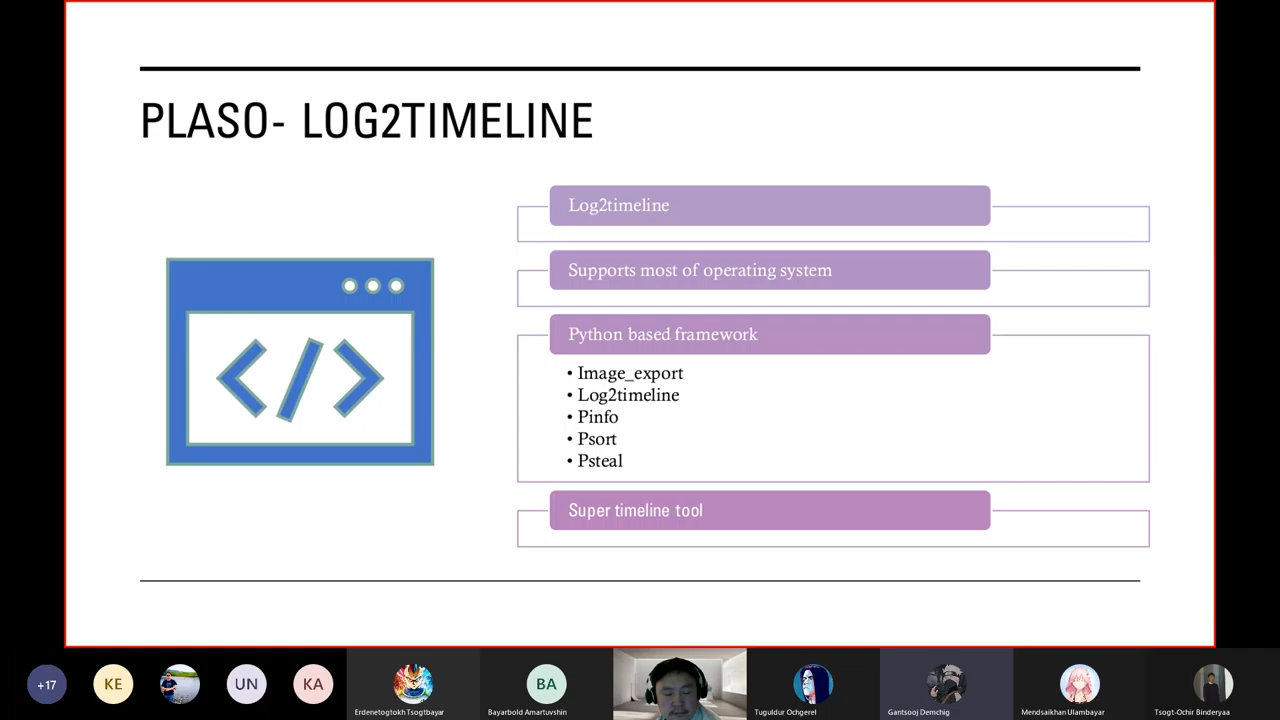 PLASO- LOG2TIMELINE
Log2timeline
Supports most of operating system
Python based framework
• Image_export
• Log2timeline
• Pinfo
• Psort
• Psteal
Super timeline tool
+17
KE
UN
KA
Erdenetogtokh Tsogtbayar
BA
Bayarbold Amartuvshin
Tuguldur Ochgerel
Gantsooj Demchig
Mendsaikhan Ulambayar
Tsogt-Ochir Binderyaa